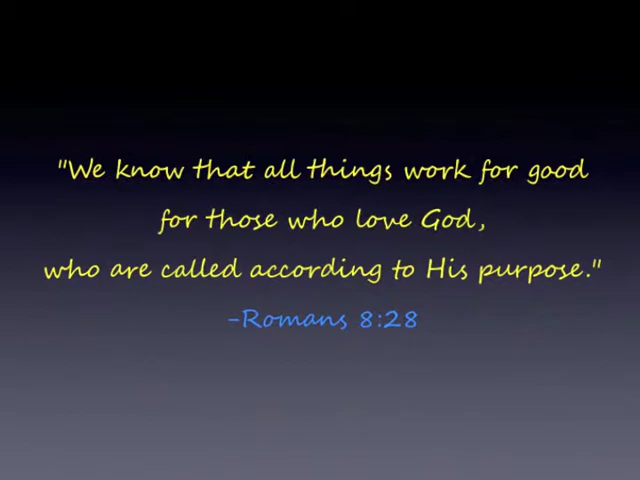 "We know that all things work for good
for those who love God,
who are called according to His purpose."
-Romans 8:28